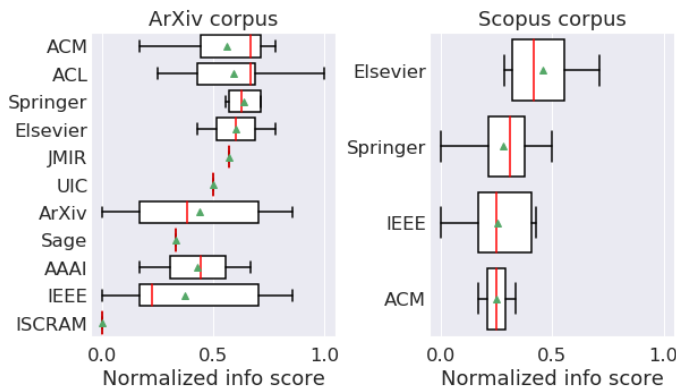 ArXiv corpus
ACM
ACL
Springer
Elsevier
JMIR
UIC
ArXiv
Sage
AAAI
IEEE
ISCRAM
0.0 0.5 1.0
Normalized info score
Scopus corpus
Elsevier
Springer
IEEE
ACM
0.0 0.5 1.0
Normalized info score